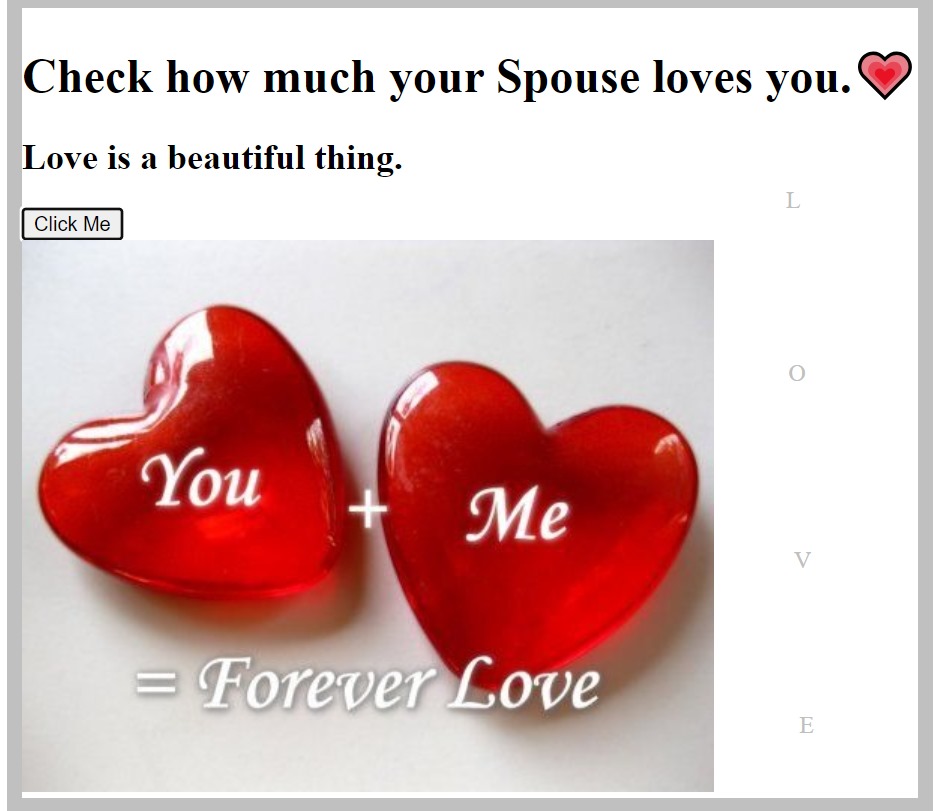 Check how much your Spouse loves you.
Love is a beautiful thing.
Click Me
You
+
Me
= Forever Love
L
O
V
E